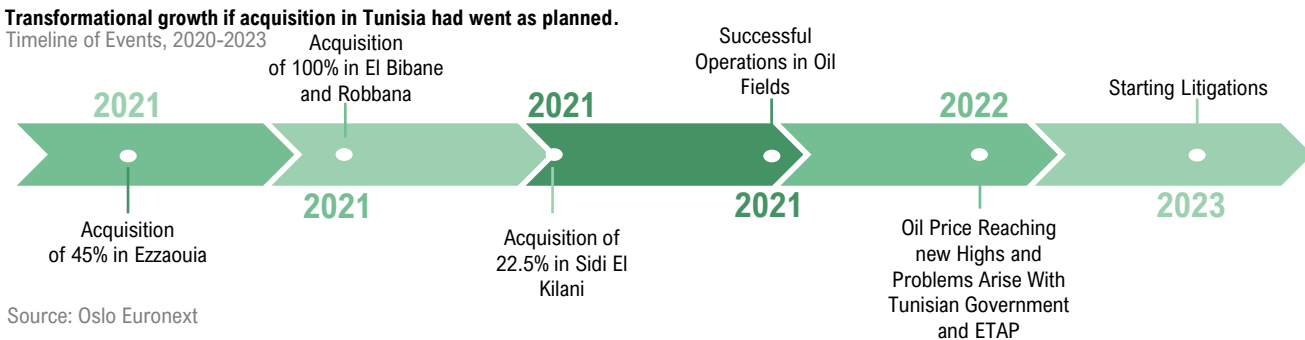 Transformational growth if acquisition in Tunisia had went as planned.
Timeline of Events, 2020-2023
2021
Acquisition
of 45% in Ezzaouia
Acquisition
of 100% in El Bibane
and Robbana
2021
2021
Acquisition of
22.5% in Sidi El
Kilani
Successful
Operations in Oil
Fields
2021
2022
Oil Price Reaching
new Highs and
Problems Arise With
Tunisian Government
and ETAP
Starting Litigations
2023
Source: Oslo Euronext